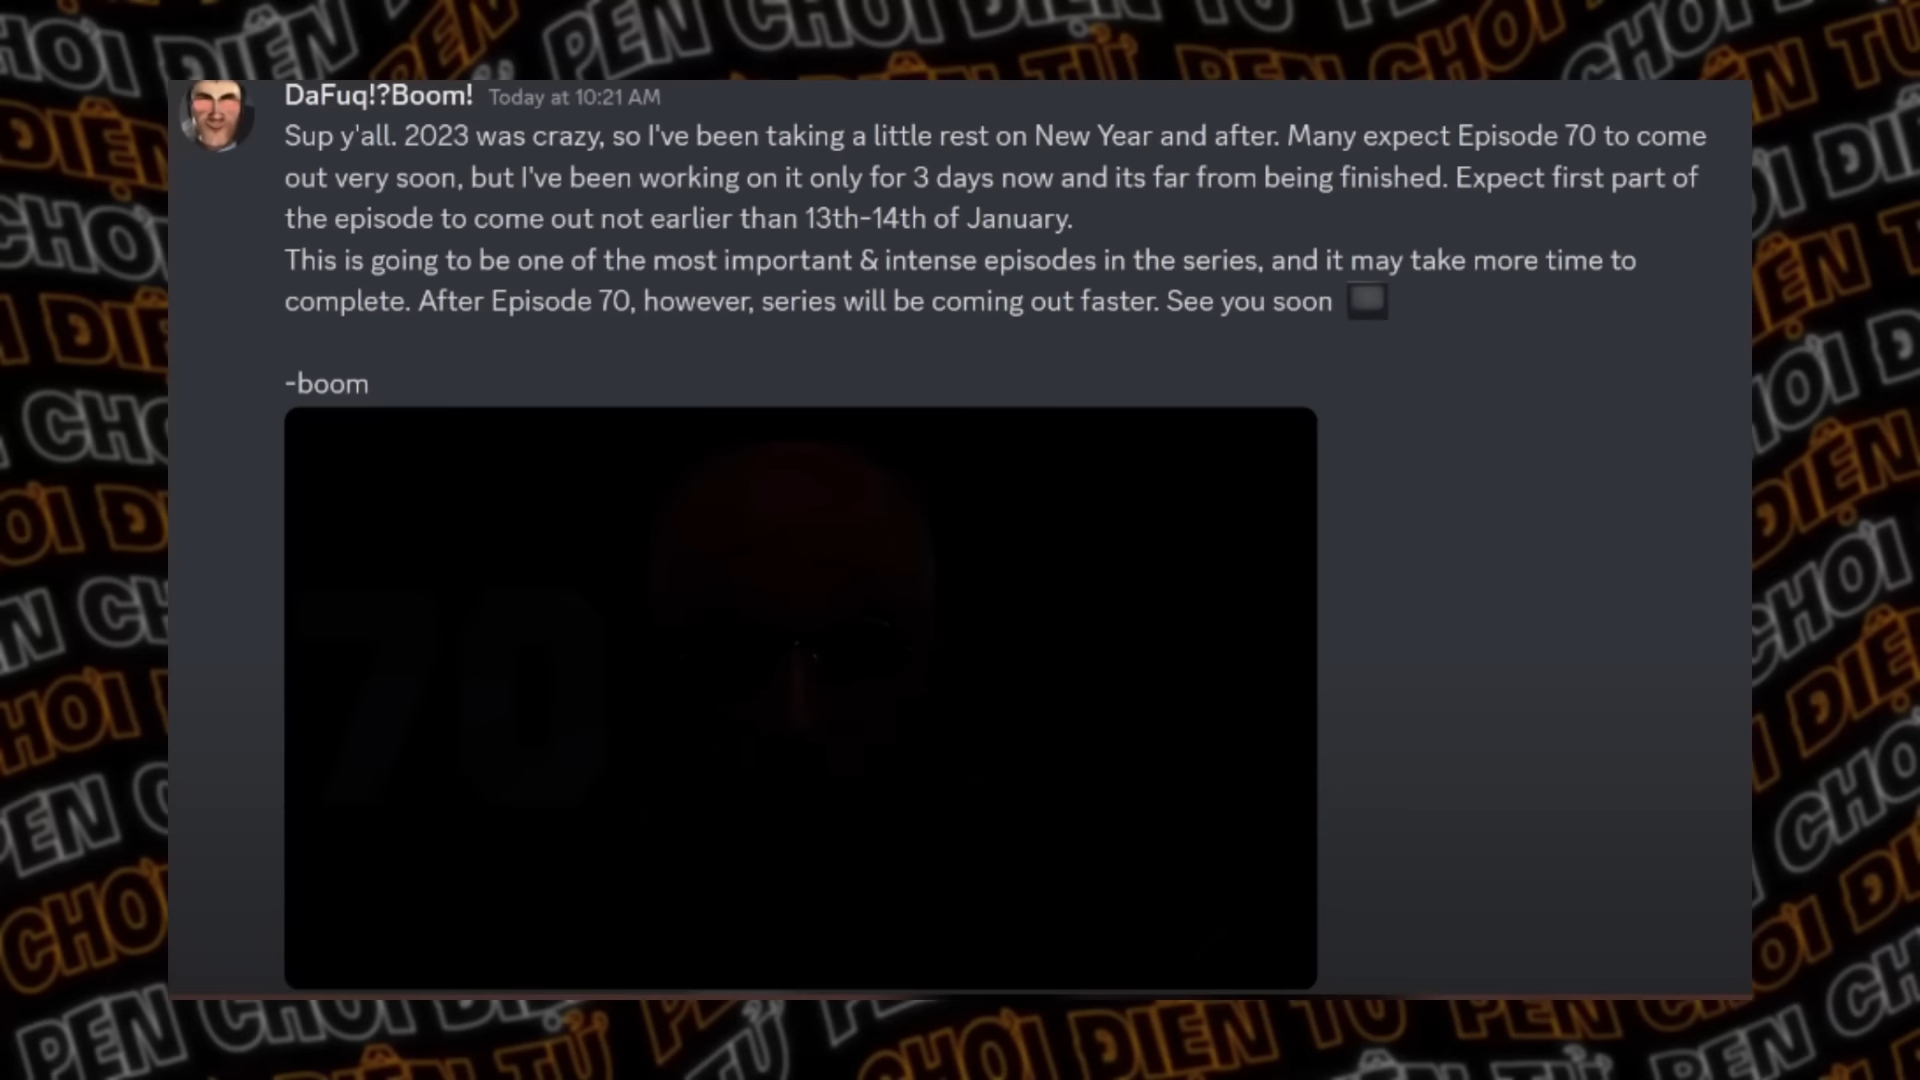 DaFuq!?Boom! Today at 10:21 AM
Sup y'all. 2023 was crazy, so I've been taking a little rest on New Year and after. Many expect Episode 70 to come
out very soon, but I've been working on it only for 3 days now and its far from being finished. Expect first part of
the episode to come out not earlier than 13th-14th of January.
This is going to be one of the most important & intense episodes in the series, and it may take more time to
complete. After Episode 70, however, series will be coming out faster. See you soon
-boom
70
PEN CHƠI ĐIỆN TỬ